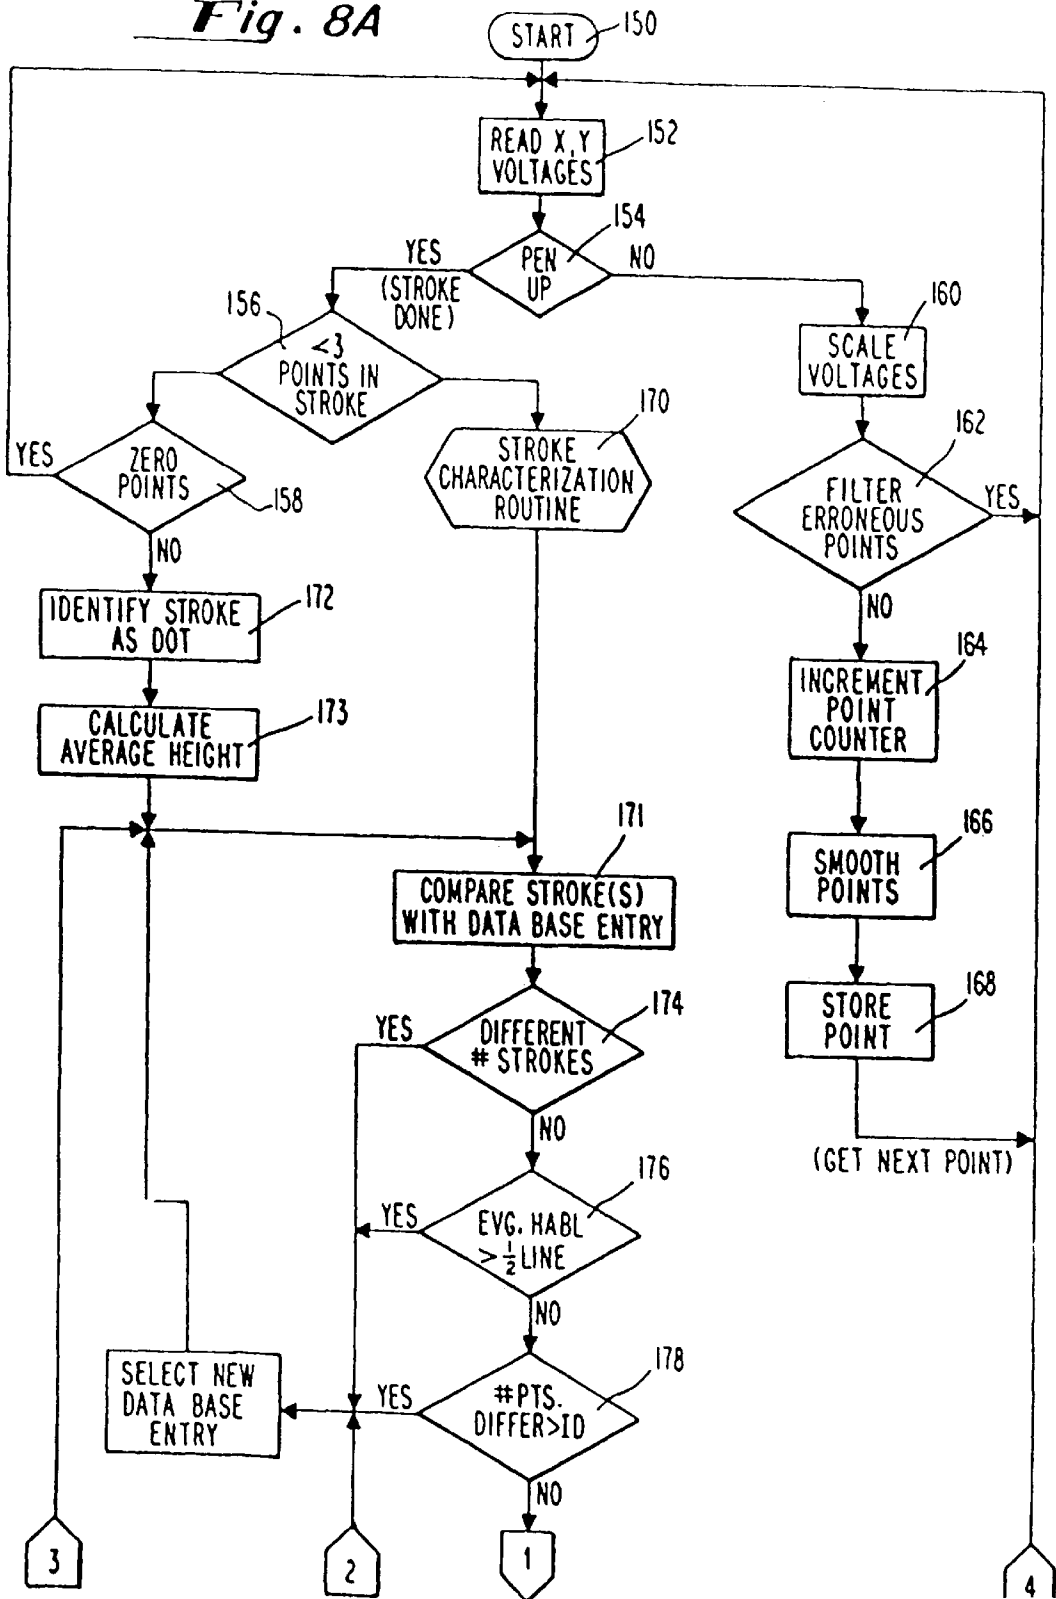 Fig. 8A
START
150
READ X,Y
VOLTAGES
152
154
PEN
UP
YES
NO
(STROKE
DONE)
156
<3
POINTS IN
STROKE
160
SCALE
VOLTAGES
170
STROKE
CHARACTERIZATION
ROUTINE
162
FILTER
ERRONEOUS
POINTS
YES
NO
YES
ZERO
POINTS
158
NO
172
IDENTIFY STROKE
AS DOT
173
CALCULATE
AVERAGE HEIGHT
164
INCREMENT
POINT
COUNTER
166
SMOOTH
POINTS
168
STORE
POINT
(GET NEXT POINT)
171
COMPARE STROKE(S)
WITH DATA BASE ENTRY
174
YES
DIFFERENT
# STROKES
NO
176
YES
EVG. HABL
> 1/2 LINE
NO
178
YES
#PTS.
DIFFER>ID
NO
SELECT NEW
DATA BASE
ENTRY
3
2
1
4